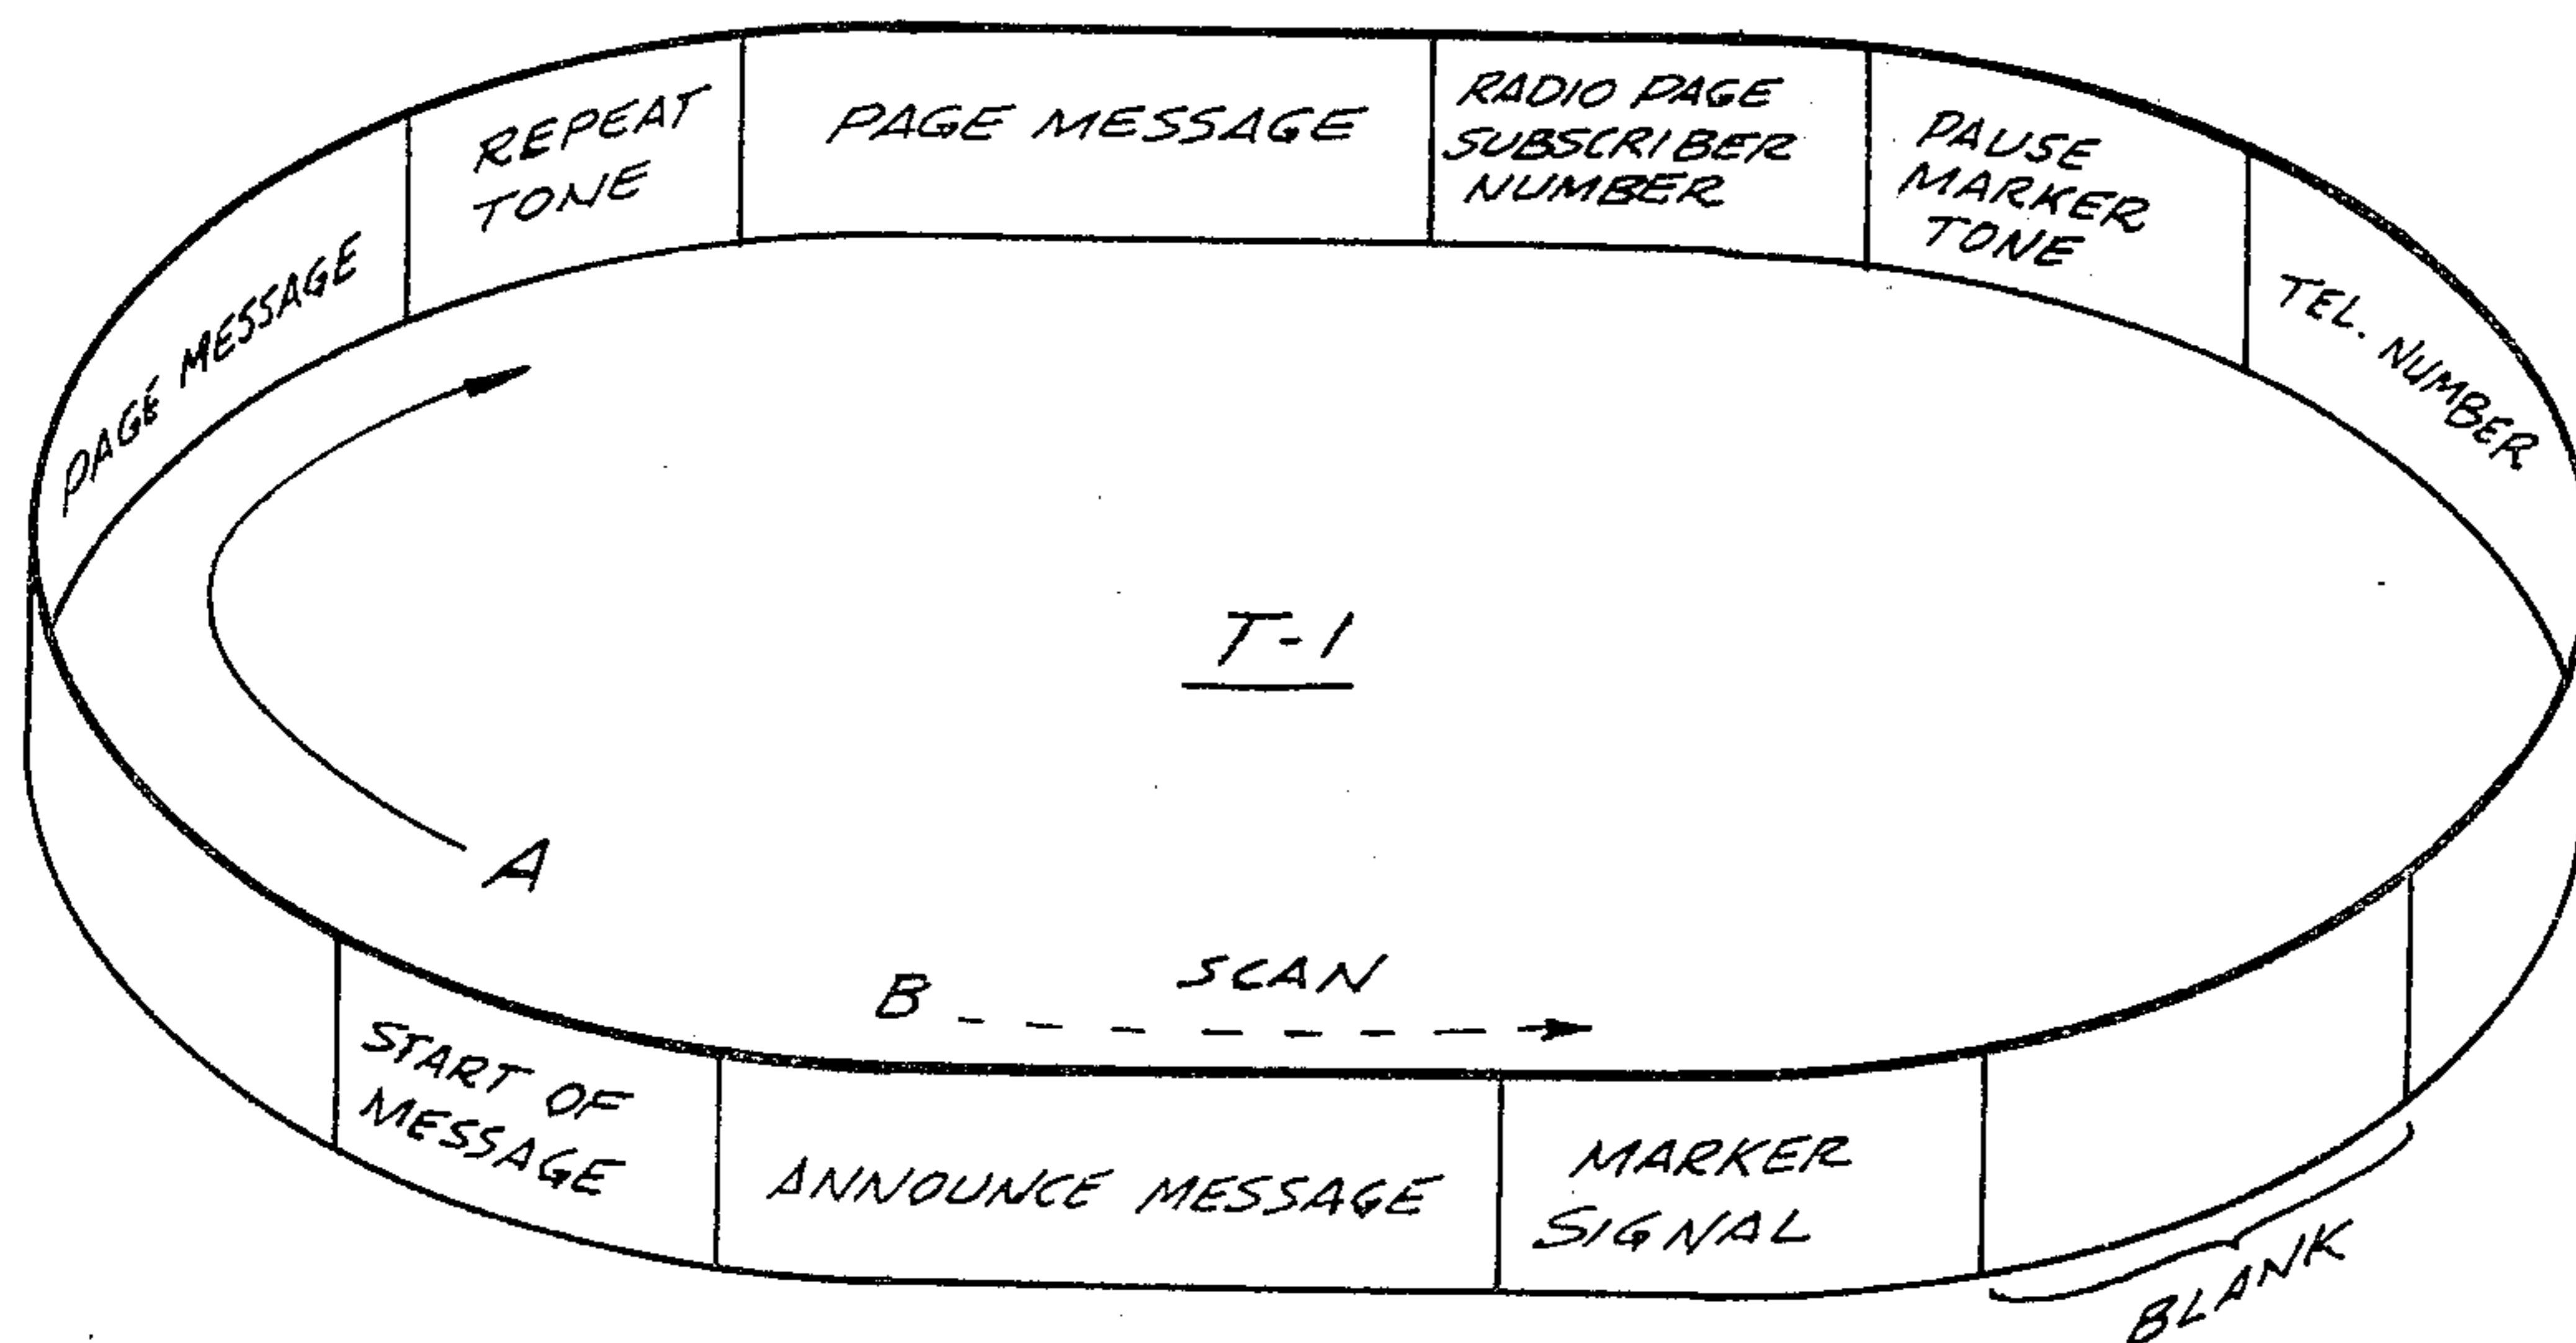 REPEAT
TONE
PAGE MESSAGE
RADIO PAGE
SUBSCRIBER
NUMBER
PAUSE
MARKER
TONE
TEL. NUMBER
PAGE MESSAGE
T-1
A
B
SCAN
START OF
MESSAGE
ANNOUNCE MESSAGE
MARKER
SIGNAL
BLANK